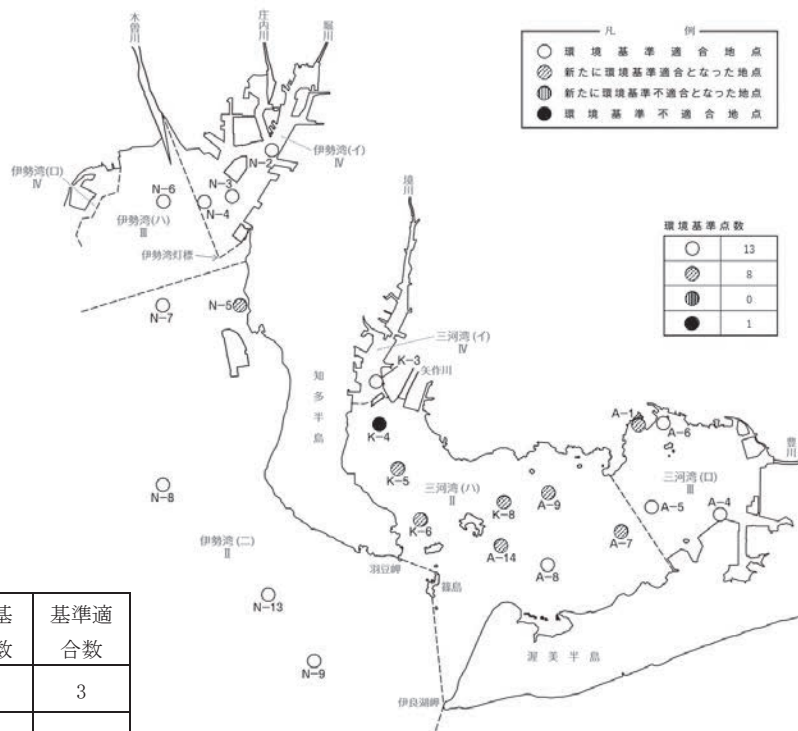 凡 例
環境基準適合地点
新たに環境基準適合となった地点
新たに環境基準不適合となった地点
環境基準不適合地点
木曽川
庄内川
堀川
伊勢湾(イ)
Ⅳ
N-2
伊勢湾(ロ)
Ⅳ
N-6
N-3
N-4
伊勢湾(ハ)
Ⅲ
境川
伊勢湾灯標
環境基準点数
13
8
0
1
N-7
N-5
三河湾(イ)
Ⅳ
K-3
矢作川
知多半島
A-1
A-6
K-4
豊川
K-5
三河湾(ハ)
Ⅱ
三河湾(ロ)
Ⅲ
N-8
K-8
A-9
A-5
A-4
K-6
A-7
伊勢湾(ニ)
Ⅱ
A-14
A-8
羽豆岬
篠島
N-13
渥美半島
N-9
伊良湖岬
基
数
基準適
合数
3